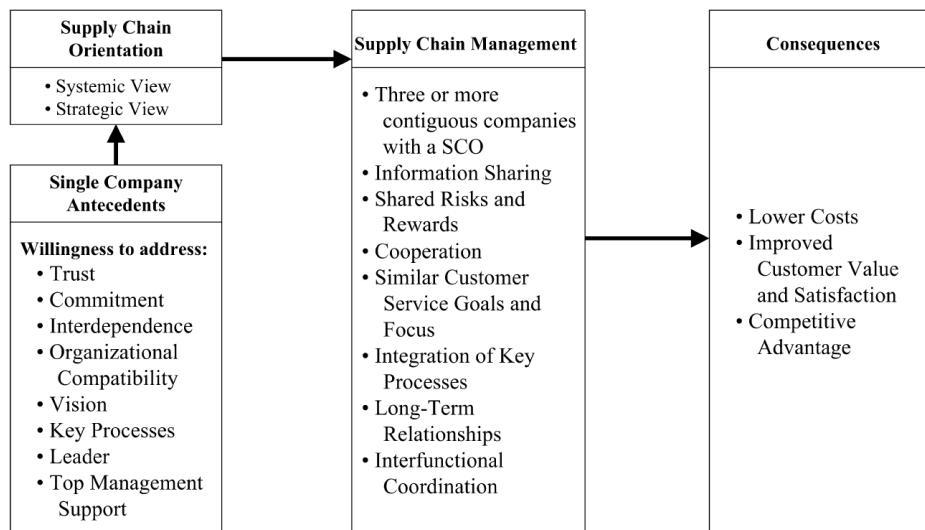 Supply Chain
Orientation
• Systemic View
• Strategic View
Single Company
Antecedents
Willingness to address:
• Trust
• Commitment
• Interdependence
• Organizational
Compatibility
• Vision
• Key Processes
• Leader
• Top Management
Support
Supply Chain Management
• Three or more
contiguous companies
with a SCO
• Information Sharing
• Shared Risks and
Rewards
• Cooperation
• Similar Customer
Service Goals and
Focus
• Integration of Key
Processes
• Long-Term
Relationships
• Interfunctional
Coordination
Consequences
• Lower Costs
• Improved
Customer Value
and Satisfaction
• Competitive
Advantage